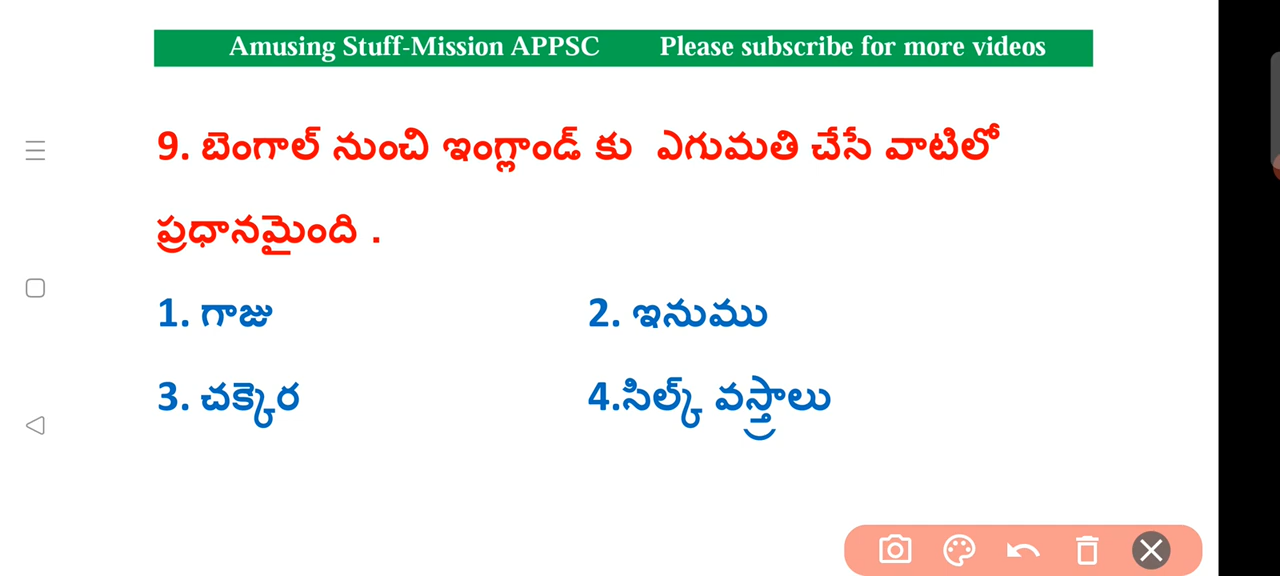 Amusing Stuff-Mission APPSC Please subscribe for more videos
9. బెంగాల్ నుంచి ఇంగ్లాండ్ కు ఎగుమతి చేసే వాటిలో
ప్రధానమైంది .
1. గాజు 2. ఇనుము
3. చక్కెర 4.సిల్క్ వస్త్రాలు